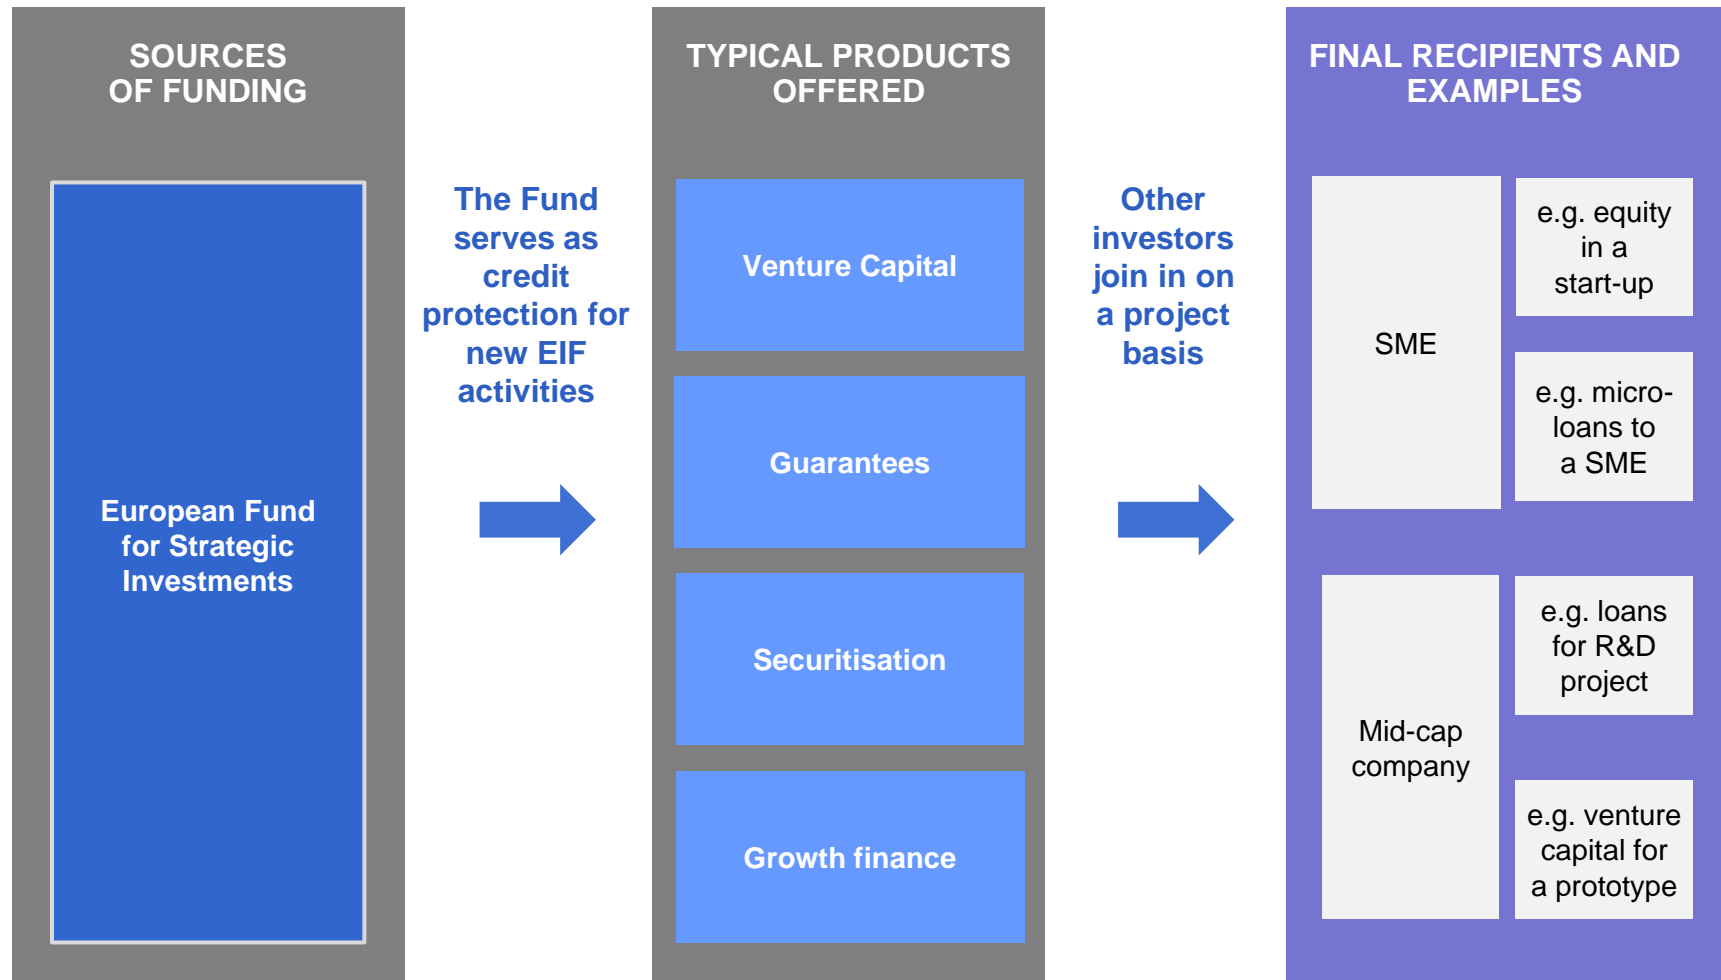 SOURCES
OF FUNDING
European Fund
for Strategic
Investments
The Fund
serves as
credit
protection for
new EIF
activities
TYPICAL PRODUCTS
OFFERED
Venture Capital
Guarantees
Securitisation
Growth finance
Other
investors
join in on
a project
basis
FINAL RECIPIENTS AND
EXAMPLES
SME
e.g. equity
in a
start-up
e.g. micro-
loans to
a SME
Mid-cap
company
e.g. loans
for R&D
project
e.g. venture
capital for
a prototype